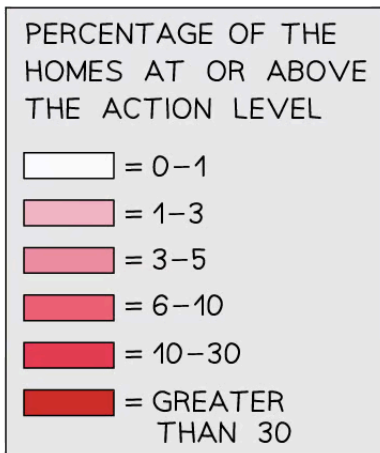 PERCENTAGE OF THE
HOMES AT OR ABOVE
THE ACTION LEVEL
= 0-1
= 1-3
= 3-5
= 6-10
= 10-30
= GREATER
THAN 30